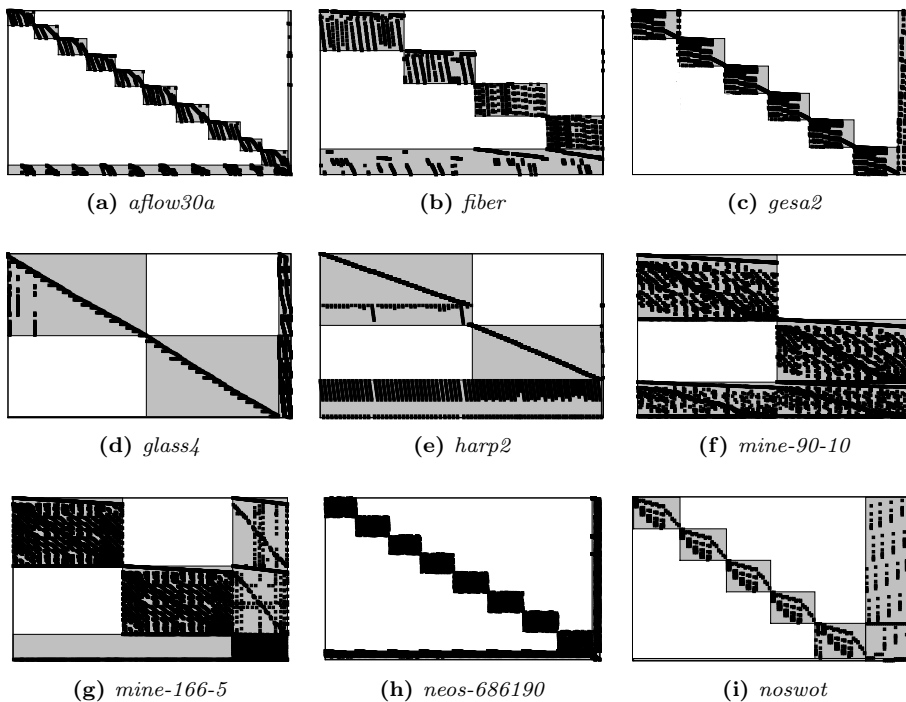 (a) aflow30a
(b) fiber
(c) gesa2
(d) glass4
(e) harp2
(f) mine-90-10
(g) mine-166-5
(h) neos-686190
(i) noswot